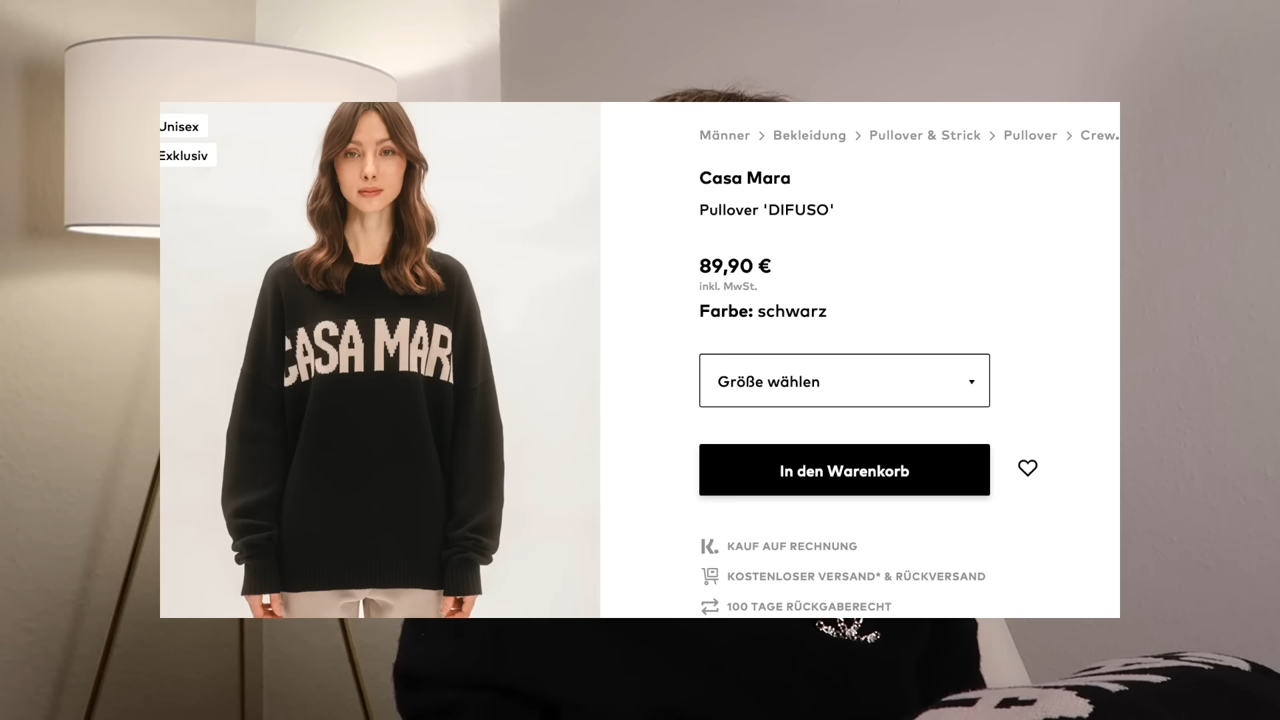 Unisex
Exklusiv
CASA MAR
Männer > Bekleidung > Pullover & Strick > Pullover > Crew.
Casa Mara
Pullover 'DIFUSO'
89,90 €
inkl. MwSt.
Farbe: schwarz
Größe wählen
In den Warenkorb
K. KAUF AUF RECHNUNG
KOSTENLOSER VERSAND* & RÜCKVERSAND
100 TAGE RÜCKGABERECHT